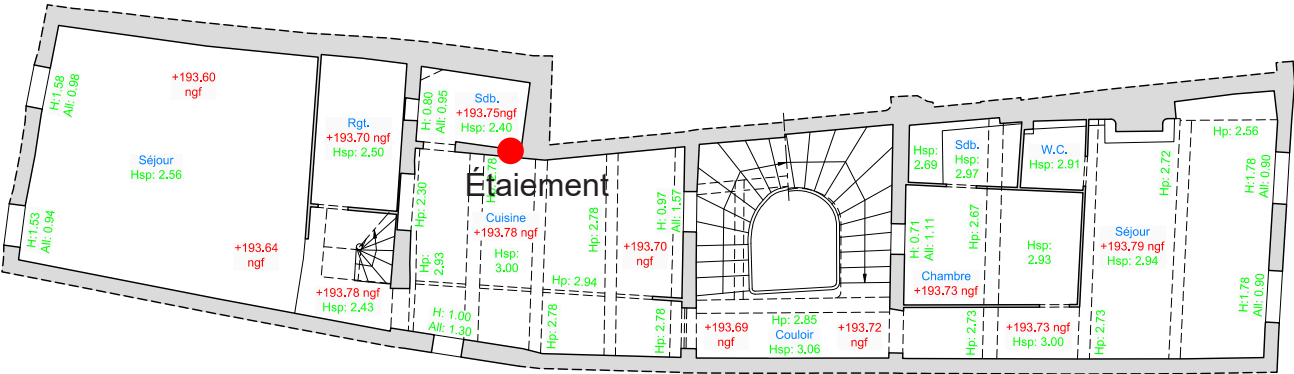 H:1.58
All: 0.98
+193.60
ngf
Séjour
Hsp: 2.56
H:1.53
All: 0.94
+193.64
ngf
Rgt.
+193.70 ngf
Hsp: 2.50
+193.78 ngf
Hsp: 2.43
H: 0.80
All: 0.95
Sdb.
+193.75ngf
Hsp: 2.40
Étaiement
Hp: 2.30
Hp: 2.78
Cuisine
+193.78 ngf
Hsp:
3.00
Hp: 2.93
Hp: 2.78
Hp: 2.94
H: 0.97
All: 1.57
+193.70
ngf
H: 1.00
All: 1.30
Hp: 2.78
Hp: 2.78
+193.69
ngf
Hp: 2.85
Couloir
Hsp: 3.06
+193.72
ngf
Hsp:
2.69
Sdb.
Hsp:
2.97
W.C.
Hsp: 2.91
H: 0.71
All: 1.11
Hp: 2.67
Hsp:
2.93
Chambre
+193.73 ngf
Hp: 2.73
+193.73 ngf
Hsp: 3.00
Hp: 2.73
Hp: 2.72
Séjour
+193.79 ngf
Hsp: 2.94
Hp: 2.56
H:1.78
All: 0.90
H:1.78
All: 0.90